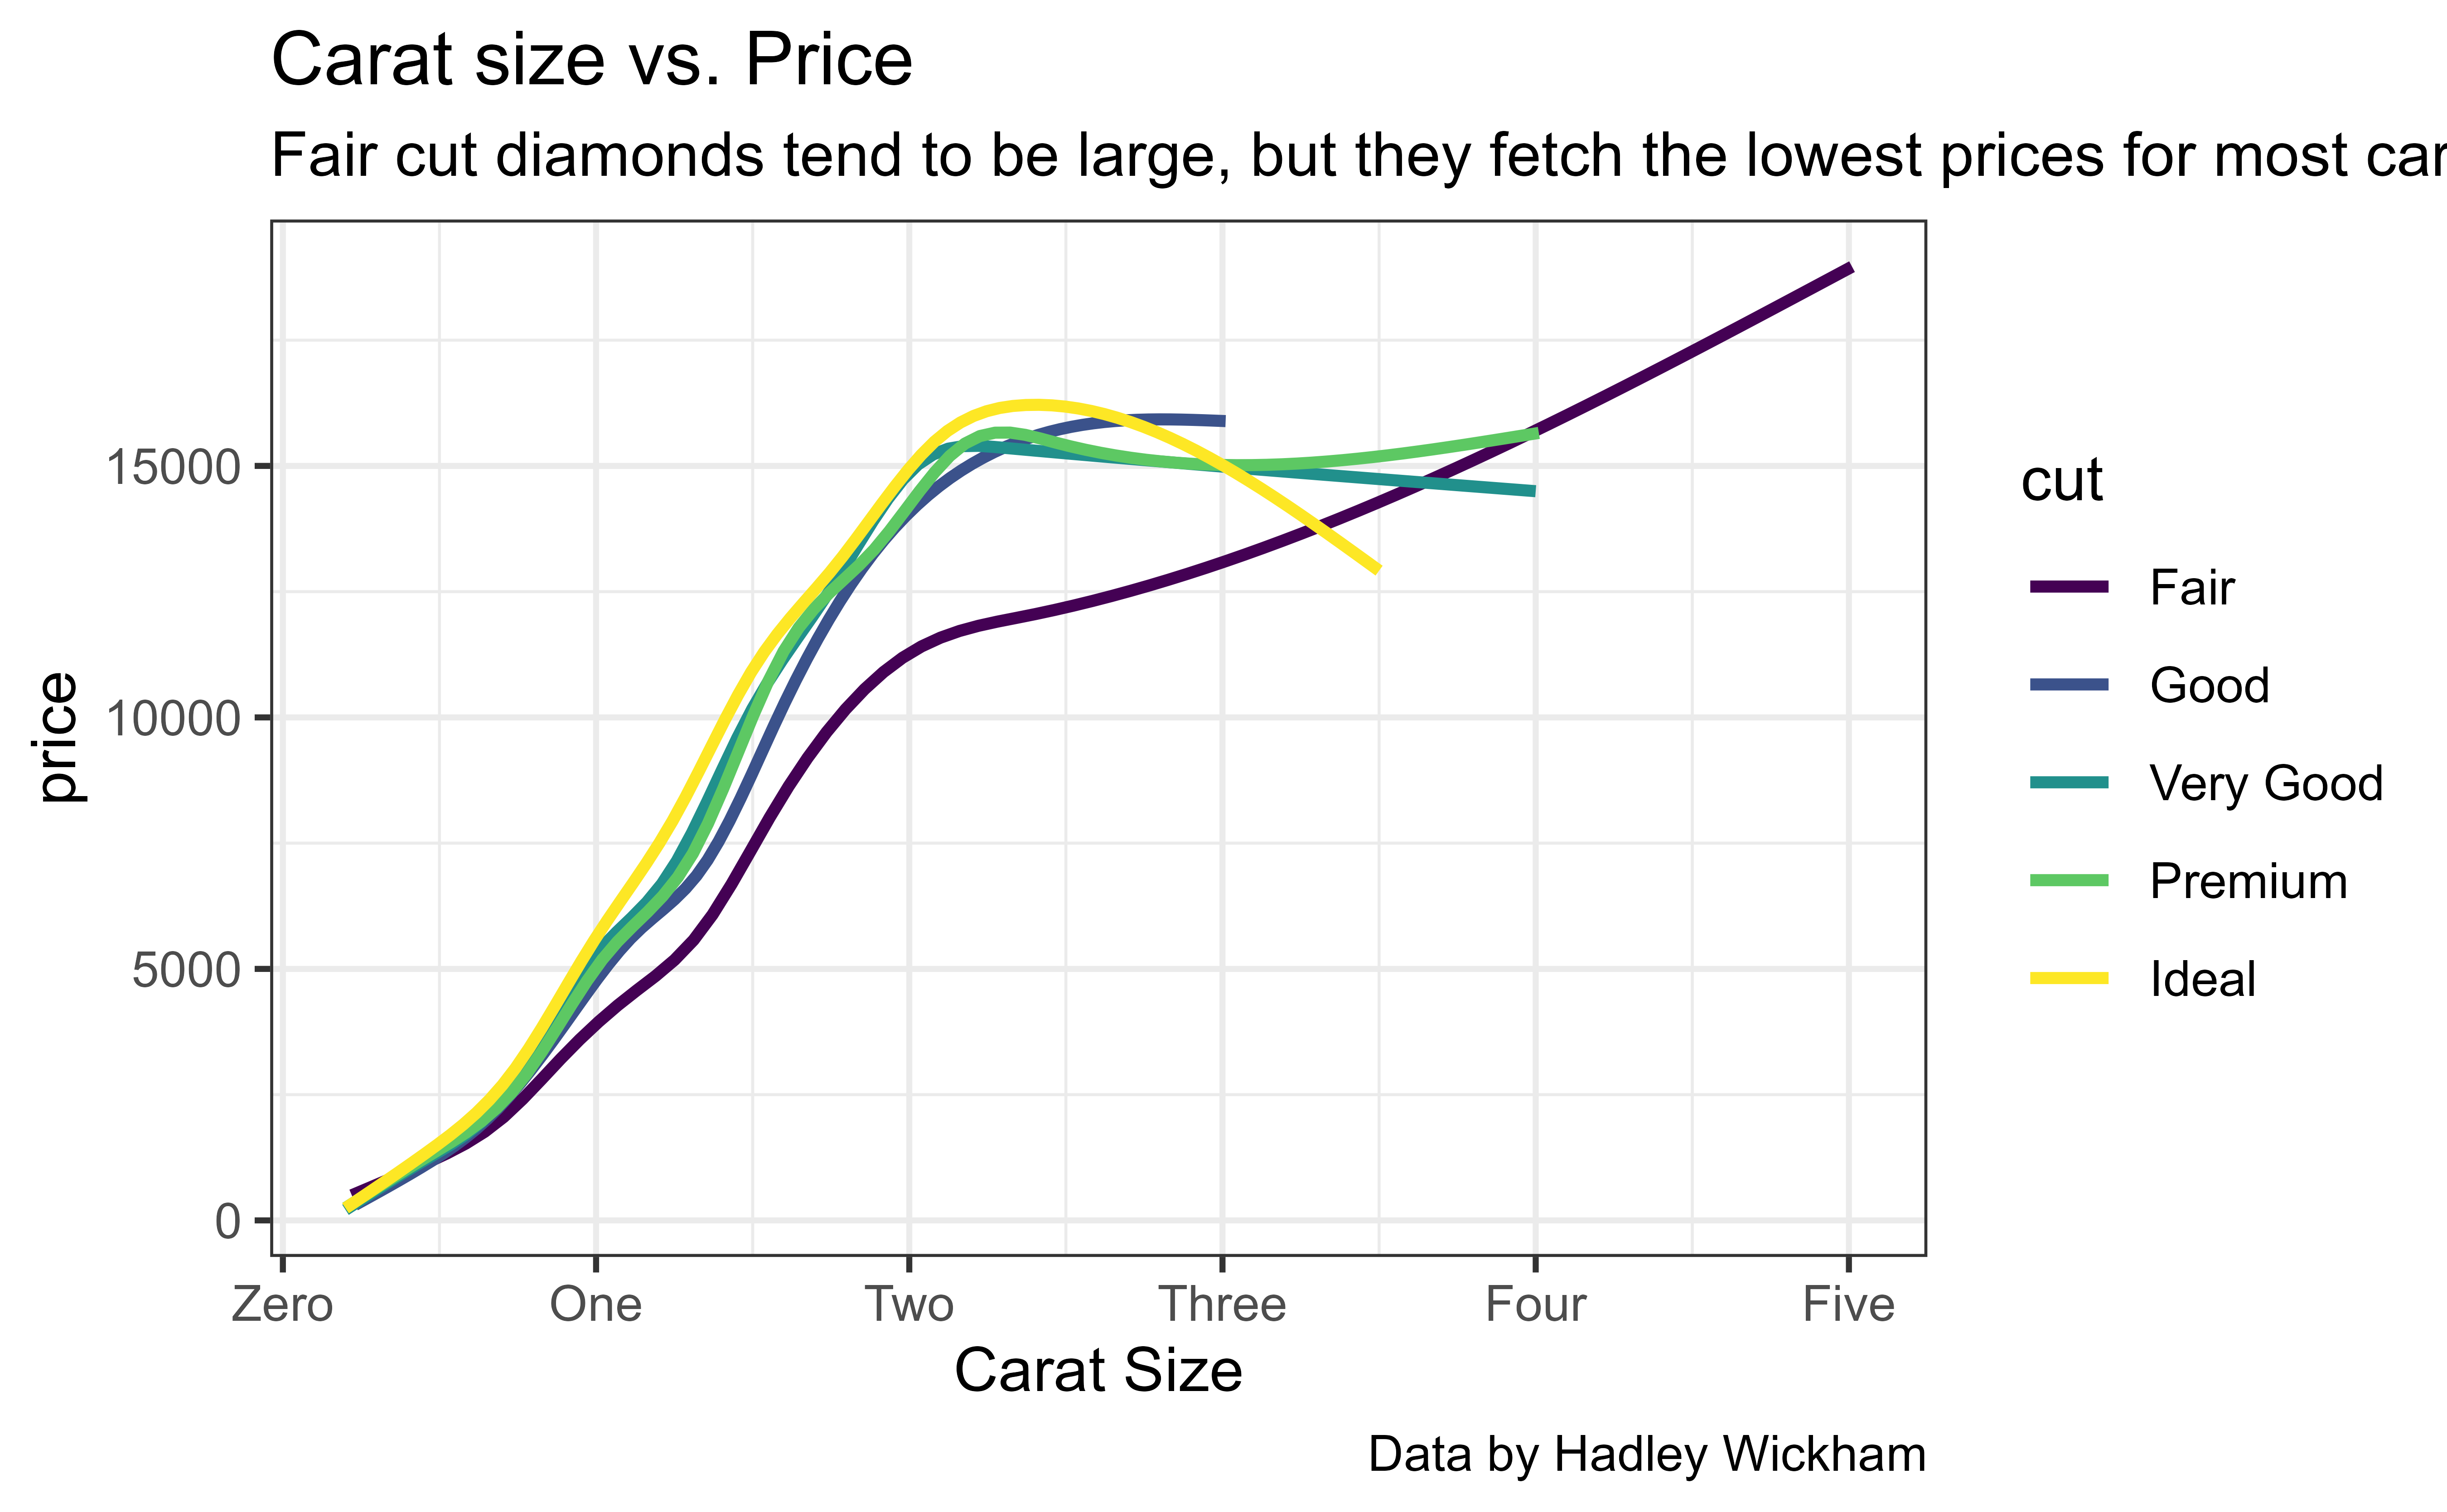 Carat size vs. Price
Fair cut diamonds tend to be large, but they fetch the lowest prices for most car
price
15000
10000
5000
0
Zero One Two Three Four Five
Carat Size
cut
Fair
Good
Very Good
Premium
Ideal
Data by Hadley Wickham